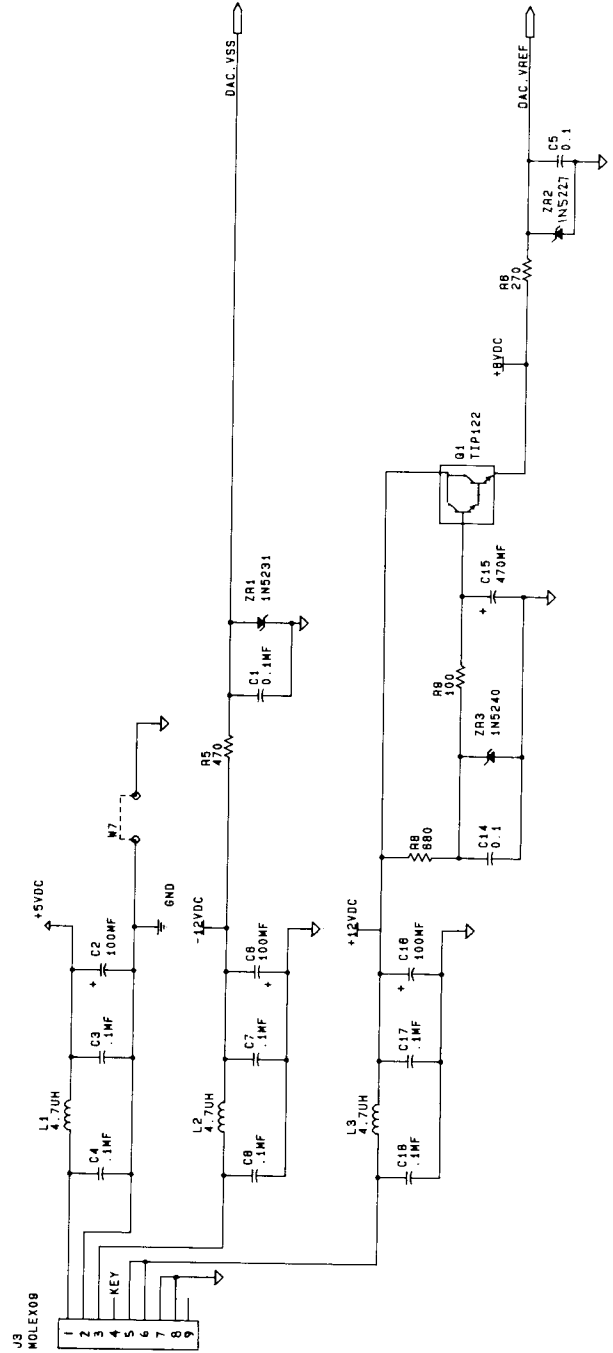 J3
MOLEX09
1
2
3
4
5
6
7
8
9
KEY
L1
4.7UH
C4
.1MF
C3
.1MF
C2
+
100MF
+5VDC
GND
W7
L2
4.7UH
C8
.1MF
C7
.1MF
C6
+
100MF
-12VDC
R5
470
C1
0.1MF
ZR1
1N5231
DAC.VSS
L3
4.7UH
C18
.1MF
C17
.1MF
C16
+
100MF
+12VDC
R8
680
C14
0.1
ZR3
1N5240
R9
100
C15
+
470MF
Q1
TIP122
+8VDC
R6
270
ZR2
1N5227
C5
0.1
DAC.VREF